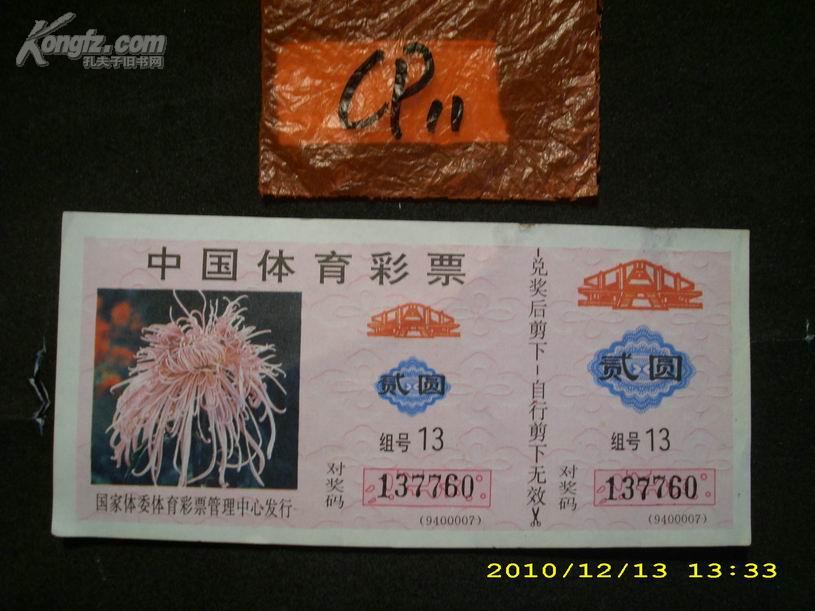 Kongfz.com
孔夫子旧书网
CP11
中国体育彩票
贰圆
组号 13
对奖码
137760
(9400007)
国家体委体育彩票管理中心发行
-兑奖后剪下-自行剪下无效
贰圆
组号 13
对奖码
137760
(9400007)
2010/12/13 13:33